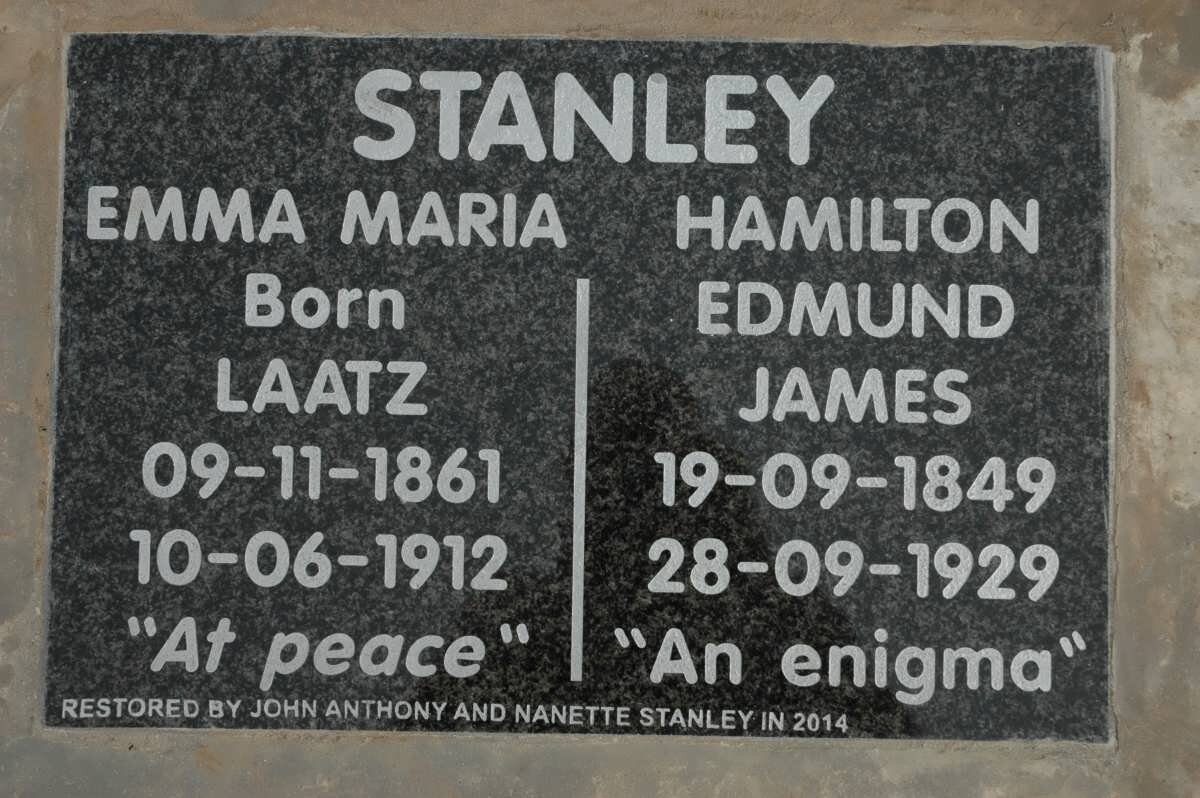 STANLEY
EMMA MARIA
Born
LAATZ
09-11-1861
10-06-1912
"At peace"
HAMILTON
EDMUND
JAMES
19-09-1849
28-09-1929
"An enigma"
RESTORED BY JOHN ANTHONY AND NANETTE STANLEY IN 2014